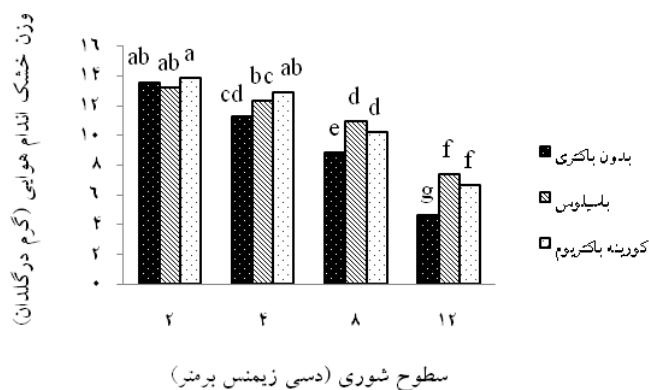 وزن خشک اندام هوایی (گرم درگلدان)
۱۶
۱۴
۱۲
۱۰
۸
۶
۴
۲
۰
ab ab a
cd bc ab
e d d
g f f
۲ ۴ ۸ ۱۲
سطوح شوری (دسی زیمنس برمتر)
بدون باکتری
باسیلوس
کورینه باکتریوم